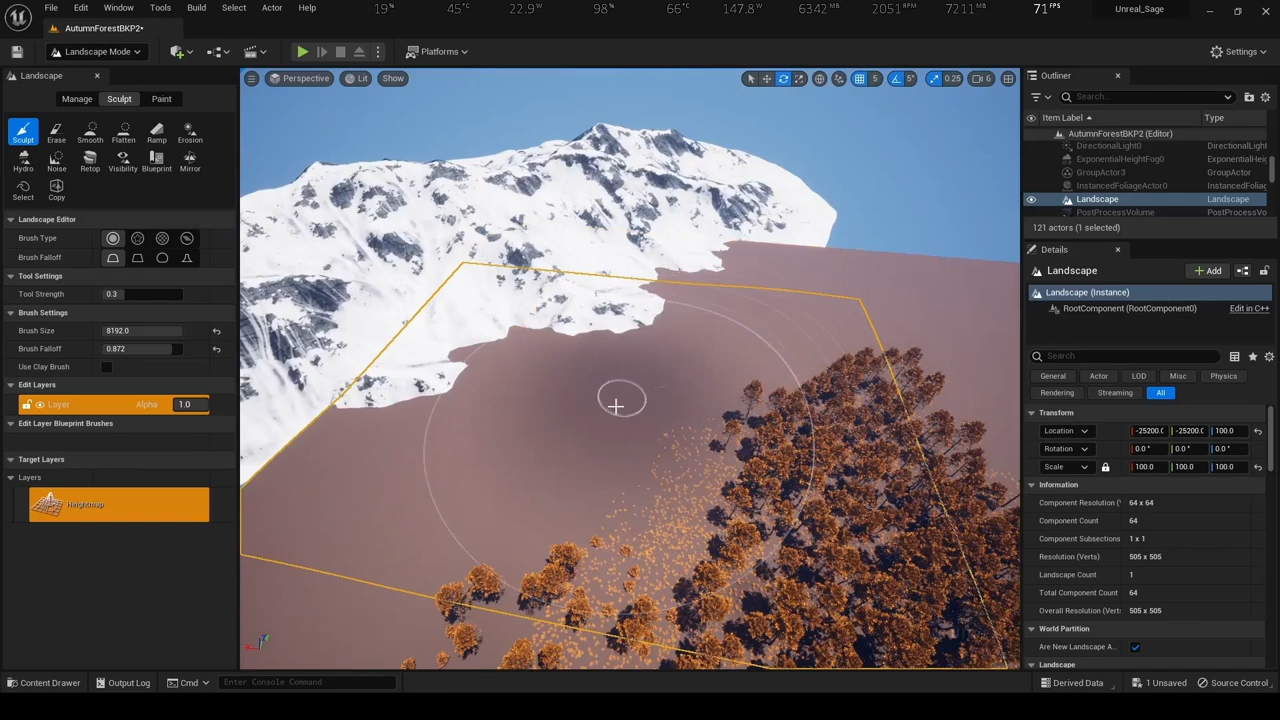 File Edit Window Tools Build Select Actor Help 19% 45°C 22.9W 98% 66°C 147.8W 6342MB 2051RPM 7211MB 71FPS Unreal_Sage
AutumnForestBKP2•
Landscape Mode Platforms Settings
Landscape
Perspective Lit Show 5 5° 0.25 6
Manage Sculpt Paint
Sculpt Erase Smooth Flatten Ramp Erosion
Hydro Noise Retop Visibility Blueprint Mirror
Select Copy
Landscape Editor
Brush Type
Brush Falloff
Tool Settings
Tool Strength 0.3
Brush Settings
Brush Size 8192.0
Brush Falloff 0.872
Use Clay Brush
Edit Layers
Layer Alpha 1.0
Edit Layer Blueprint Brushes
Target Layers
Layers
Heightmap
Outliner
Search...
Item Label Type
AutumnForestBKP2 (Editor)
DirectionalLight0 DirectionalL
ExponentialHeightFog0 ExponentialHei
GroupActor3 GroupActor
InstancedFoliageActor0 InstancedFoliag
Landscape Landscape
PostProcessVolume PostProcessVolu
121 actors (1 selected)
Details
Landscape Add
Landscape (Instance)
RootComponent (RootComponent0) Edit in C++
Search
General Actor LOD Misc Physics
Rendering Streaming All
Transform
Location -25200.0 -25200.0 100.0
Rotation 0.0 ° 0.0 ° 0.0 °
Scale 100.0 100.0 100.0
Information
Component Resolution (V 64 x 64
Component Count 64
Component Subsections 1 x 1
Resolution (Verts) 505 x 505
Landscape Count 1
Total Component Count 64
Overall Resolution (Vert: 505 x 505
World Partition
Are New Landscape A...
Landscape
Content Drawer Output Log Cmd Enter Console Command Derived Data 1 Unsaved Source Control